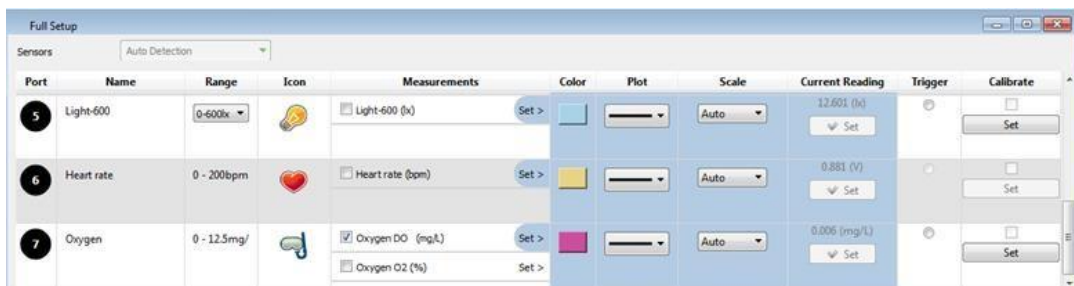 Full Setup
Sensors Auto Detection
Port Name Range Icon Measurements Color Plot Scale Current Reading Trigger Calibrate
5 Light-600 0-600lx Light-600 (lx) Set > Auto 12.601 (lx) Set Set
6 Heart rate 0 - 200bpm Heart rate (bpm) Set > Auto 0.881 (V) Set Set
7 Oxygen 0 - 12.5mg/ Oxygen DO (mg/L) Set > Auto 0.006 (mg/L) Set Set
Oxygen O2 (%) Set >